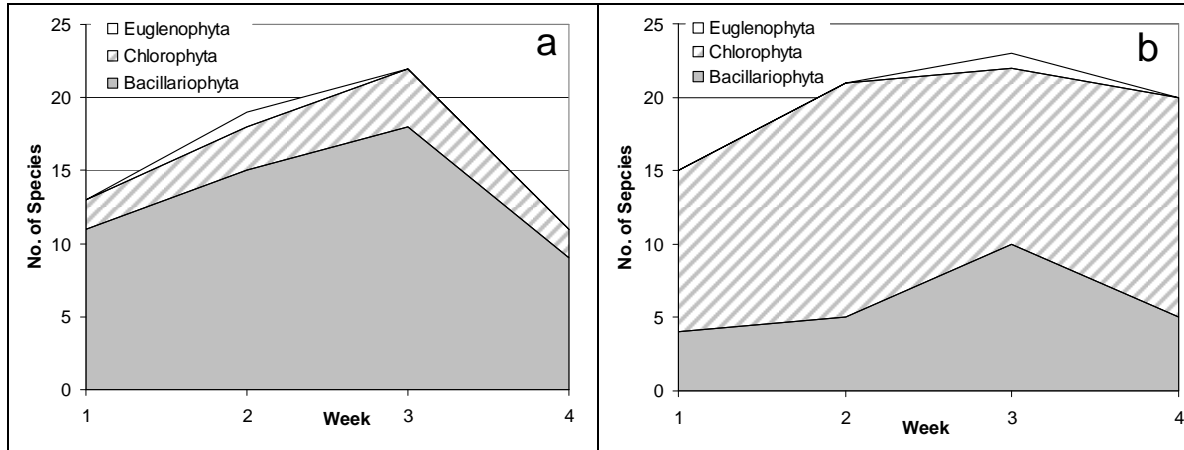 a
Euglenophyta
Chlorophyta
Bacillariophyta
25
20
15
10
5
0
No. of Species
1 2 3 4
Week
b
Euglenophyta
Chlorophyta
Bacillariophyta
25
20
15
10
5
0
No. of Sepcies
1 2 3 4
Week